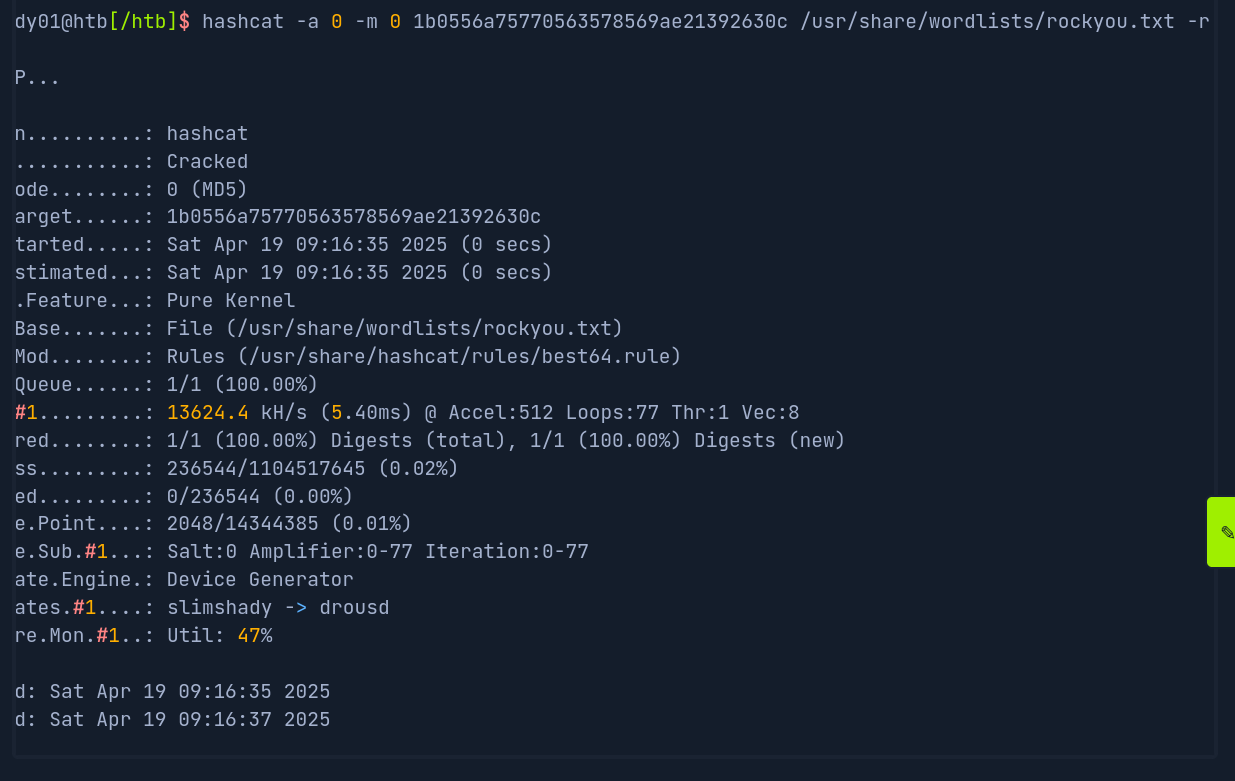 dy01@htb[/htb]$ hashcat -a 0 -m 0 1b0556a75770563578569ae21392630c /usr/share/wordlists/rockyou.txt -r
P...
n..........: hashcat
...........: Cracked
ode........: 0 (MD5)
arget......: 1b0556a75770563578569ae21392630c
tarted.....: Sat Apr 19 09:16:35 2025 (0 secs)
stimated...: Sat Apr 19 09:16:35 2025 (0 secs)
.Feature...: Pure Kernel
Base.......: File (/usr/share/wordlists/rockyou.txt)
Mod........: Rules (/usr/share/hashcat/rules/best64.rule)
Queue......: 1/1 (100.00%)
#1.........: 13624.4 kH/s (5.40ms) @ Accel:512 Loops:77 Thr:1 Vec:8
red........: 1/1 (100.00%) Digests (total), 1/1 (100.00%) Digests (new)
ss.........: 236544/1104517645 (0.02%)
ed.........: 0/236544 (0.00%)
e.Point....: 2048/14344385 (0.01%)
e.Sub.#1...: Salt:0 Amplifier:0-77 Iteration:0-77
ate.Engine.: Device Generator
ates.#1....: slimshady -> drousd
re.Mon.#1..: Util: 47%
d: Sat Apr 19 09:16:35 2025
d: Sat Apr 19 09:16:37 2025